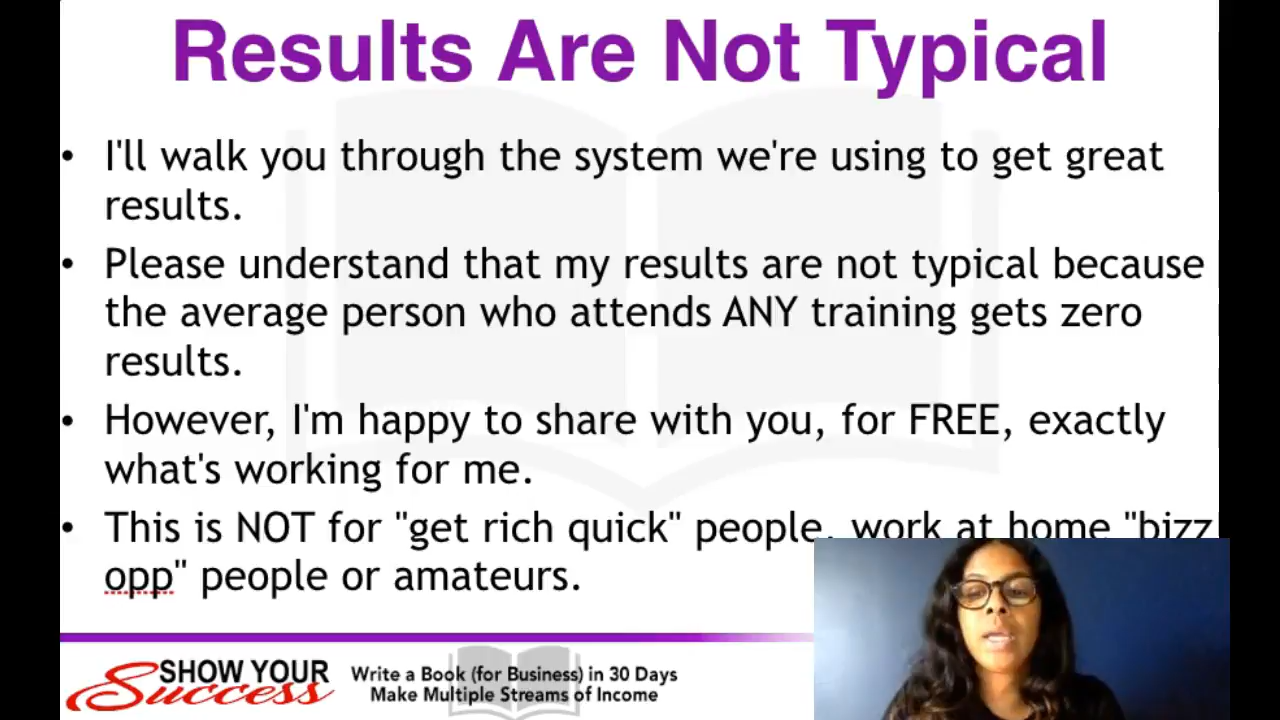 Results Are Not Typical
• I'll walk you through the system we're using to get great
results.
• Please understand that my results are not typical because
the average person who attends ANY training gets zero
results.
• However, I'm happy to share with you, for FREE, exactly
what's working for me.
• This is NOT for "get rich quick" people, work at home "bizz
opp" people or amateurs.
SHOW YOUR
Success
Write a Book (for Business) in 30 Days
Make Multiple Streams of Income